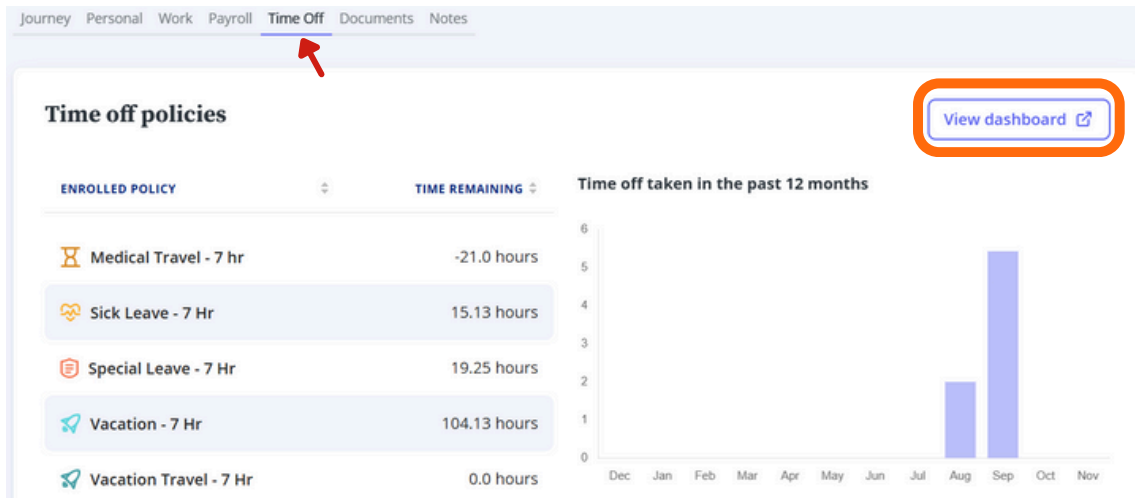 Journey Personal Work Payroll Time Off Documents Notes
Time off policies
View dashboard
ENROLLED POLICY TIME REMAINING
Medical Travel - 7 hr -21.0 hours
Sick Leave - 7 Hr 15.13 hours
Special Leave - 7 Hr 19.25 hours
Vacation - 7 Hr 104.13 hours
Vacation Travel - 7 Hr 0.0 hours
Time off taken in the past 12 months
6
5
4
3
2
1
0
Dec Jan Feb Mar Apr May Jun Jul Aug Sep Oct Nov